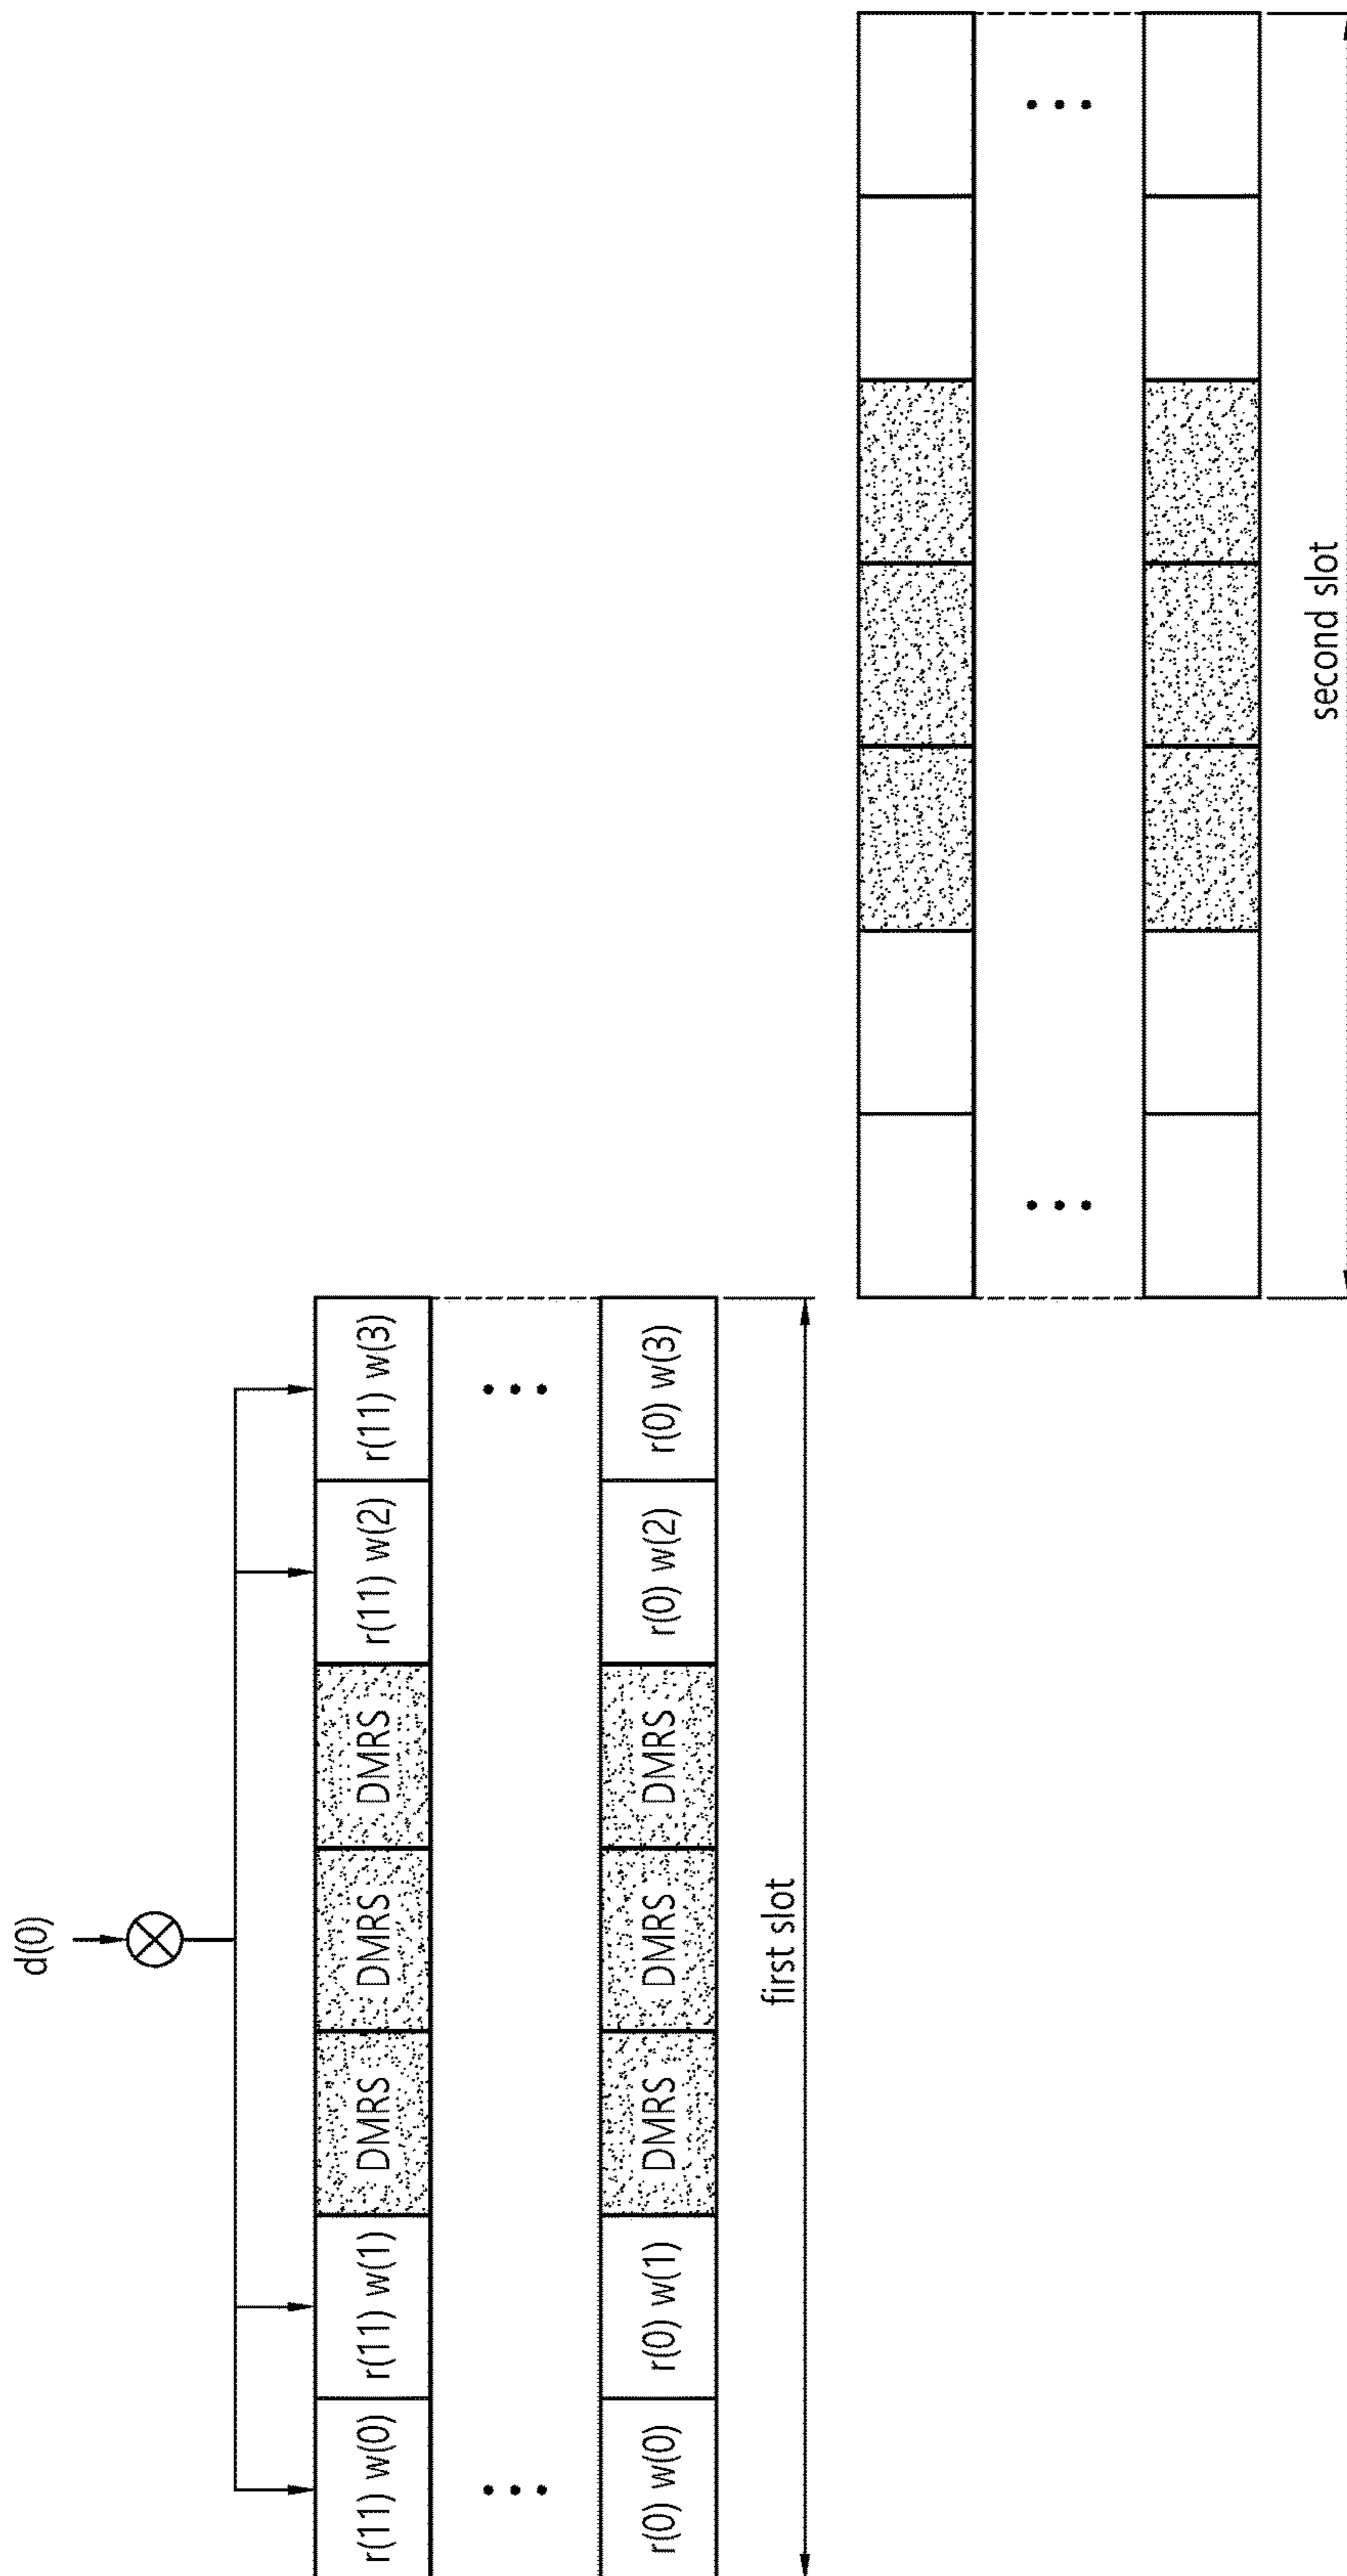 d(0)
r(11) w(0)
r(11) w(1)
DMRS
DMRS
DMRS
r(11) w(2)
r(11) w(3)
r(0) w(0)
r(0) w(1)
DMRS
DMRS
DMRS
r(0) w(2)
r(0) w(3)
first slot
second slot